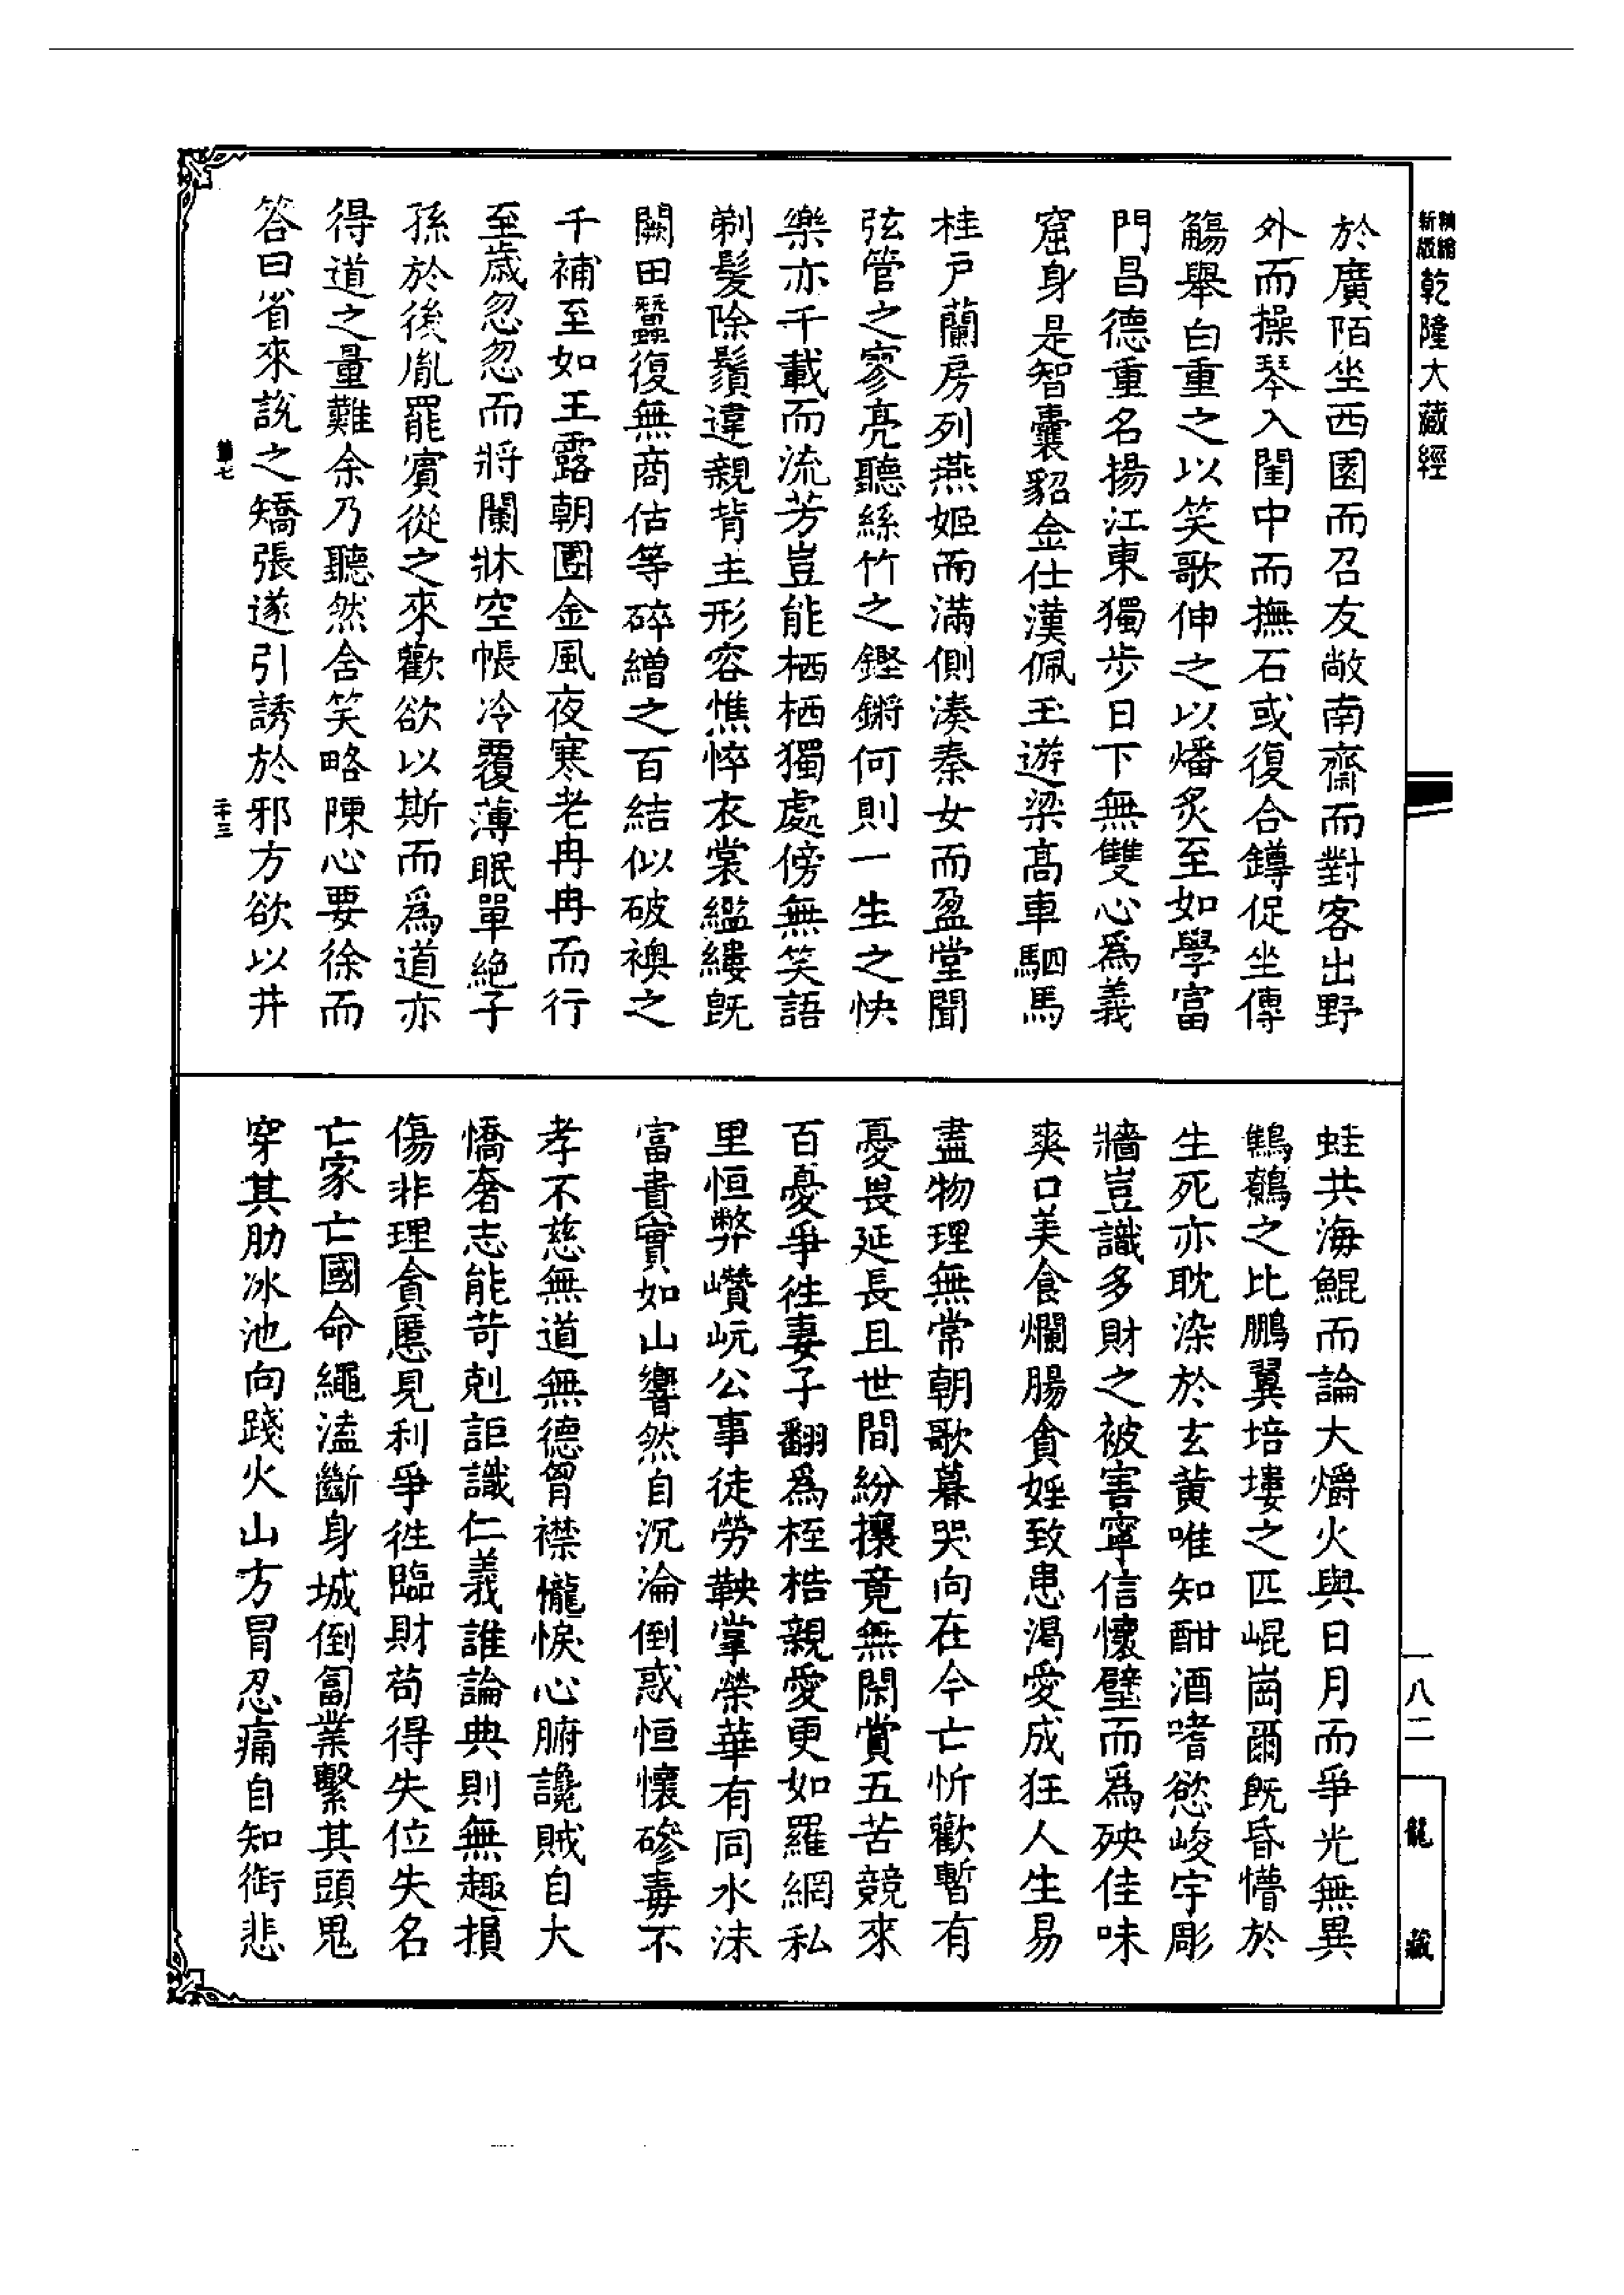 精繪
新版
乾隆大藏經
於廣陌坐西園而召友敞南齋而對客出野
外而操琴入閨中而撫石或復合罇促坐傳
觴舉白重之以笑歌伸之以燔炙至如學富
門昌德重名揚江東獨步日下無雙心爲義
窟身是智囊貂金仕漢佩玉遊梁高車駟馬
桂戸蘭房列燕姬而滿側湊秦女而盈堂聞
弦管之寥亮聽絲竹之鏗鏘何則一生之快
樂亦千載而流芳豈能栖栖獨處傍無笑語
剃髮除鬚違親背主形容憔悴衣裳繿縷旣
闕田蠶復無商估等碎繒之百結似破襖之
千補至如王露朝團金風夜寒老冉冉而行
至歲忽忽而將闌牀空帳冷覆薄眠單絕子
孫於後胤罷賓從之來歡欲以斯而爲道亦
得道之量難余乃聽然含笑略陳心要徐而
答曰省來說之矯張遂引誘於邪方欲以井
二十三
蛙共海鯤而論大爝火與日月而爭光無異
鷦鷯之比鵬翼培塿之匹崐崗爾旣昏懵於
生死亦耽染於玄黄唯知酣酒嗜慾峻宇彫
牆豈識多財之被害寧信懷璧而爲殃佳味
爽口美食爛腸貪婬致患渴愛成狂人生易
盡物理無常朝歌暮哭向在今亡忻歡暫有
憂畏延長且世間紛攘竟無閑賞五苦競來
百憂爭徃妻子翻爲桎梏親愛更如羅網私
里恒弊巑岏公事徒勞鞅掌榮華有同水沫
富貴實如山響然自沉淪倒惑恒懷磣毒不
孝不慈無道無德胷襟㦬悷心腑讒賊自大
憍奢志能苛剋詎識仁義誰論典則無趣損
傷非理貪慝見利爭徃臨財苟得失位失名
亡家亡國命繩溘斷身城倒匐業繫其頭鬼
穿其肋冰池向踐火山方冒忍痛自知銜悲
一八二
龍藏